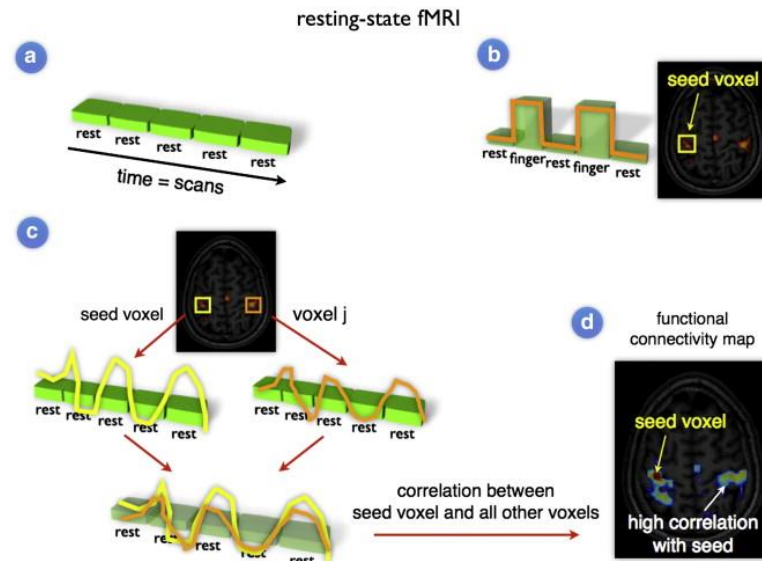 resting-state fMRI
a
rest rest rest rest rest
time = scans
b
seed voxel
rest finger rest finger rest
c
seed voxel
voxel j
rest rest rest rest rest
rest rest rest rest rest
rest rest rest rest rest
correlation between
seed voxel and all other voxels
d
functional
connectivity map
seed voxel
high correlation
with seed